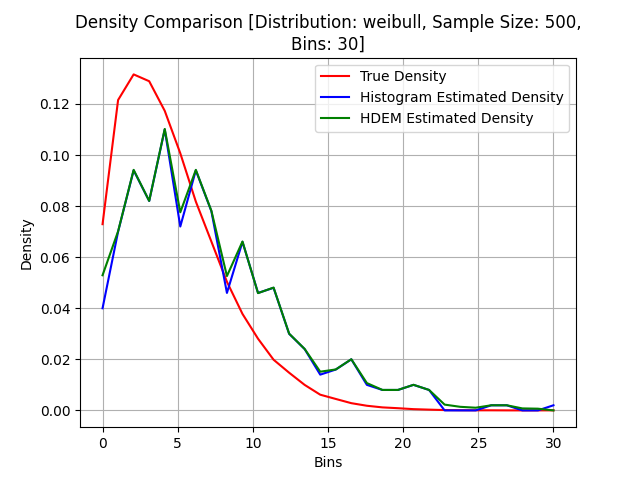 Density Comparison [Distribution: weibull, Sample Size: 500,
Bins: 30]
True Density
Histogram Estimated Density
HDEM Estimated Density
Density
0.12
0.10
0.08
0.06
0.04
0.02
0.00
0 5 10 15 20 25 30
Bins